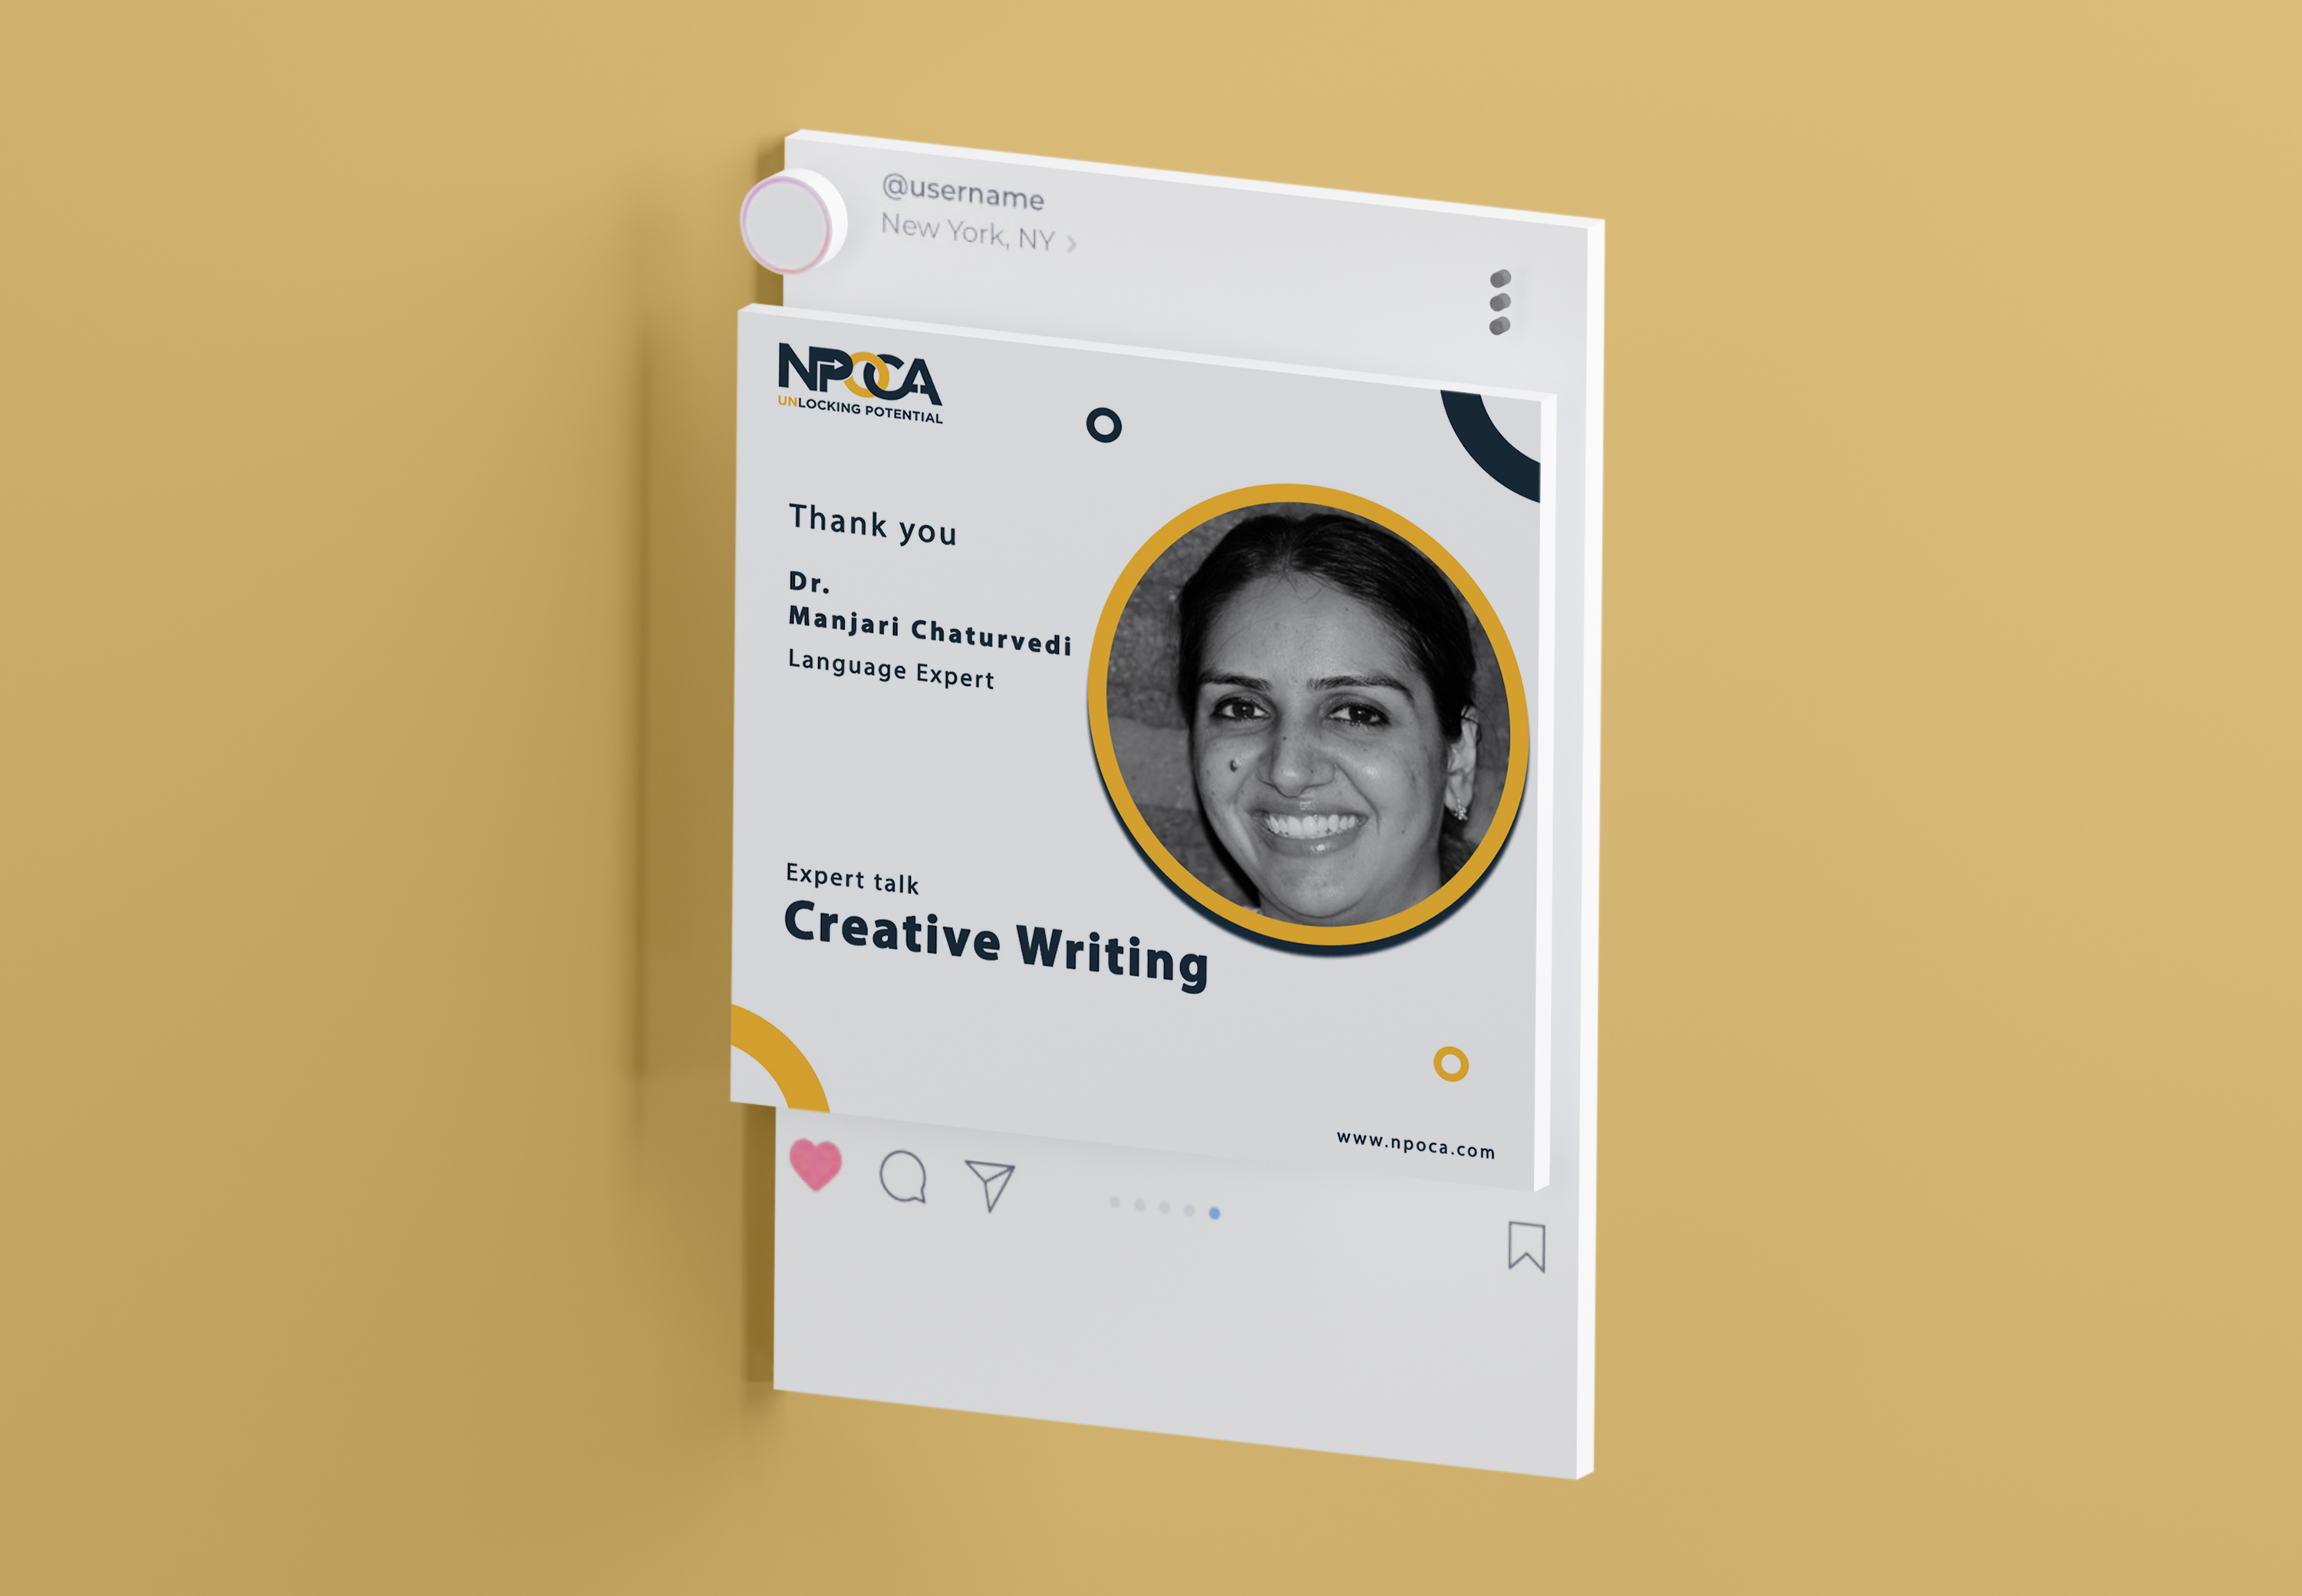 @username
New York, NY
NPOCA
UNLOCKING POTENTIAL
Thank you
Dr.
Manjari Chaturvedi
Language Expert
Expert talk
Creative Writing
www.npoca.com